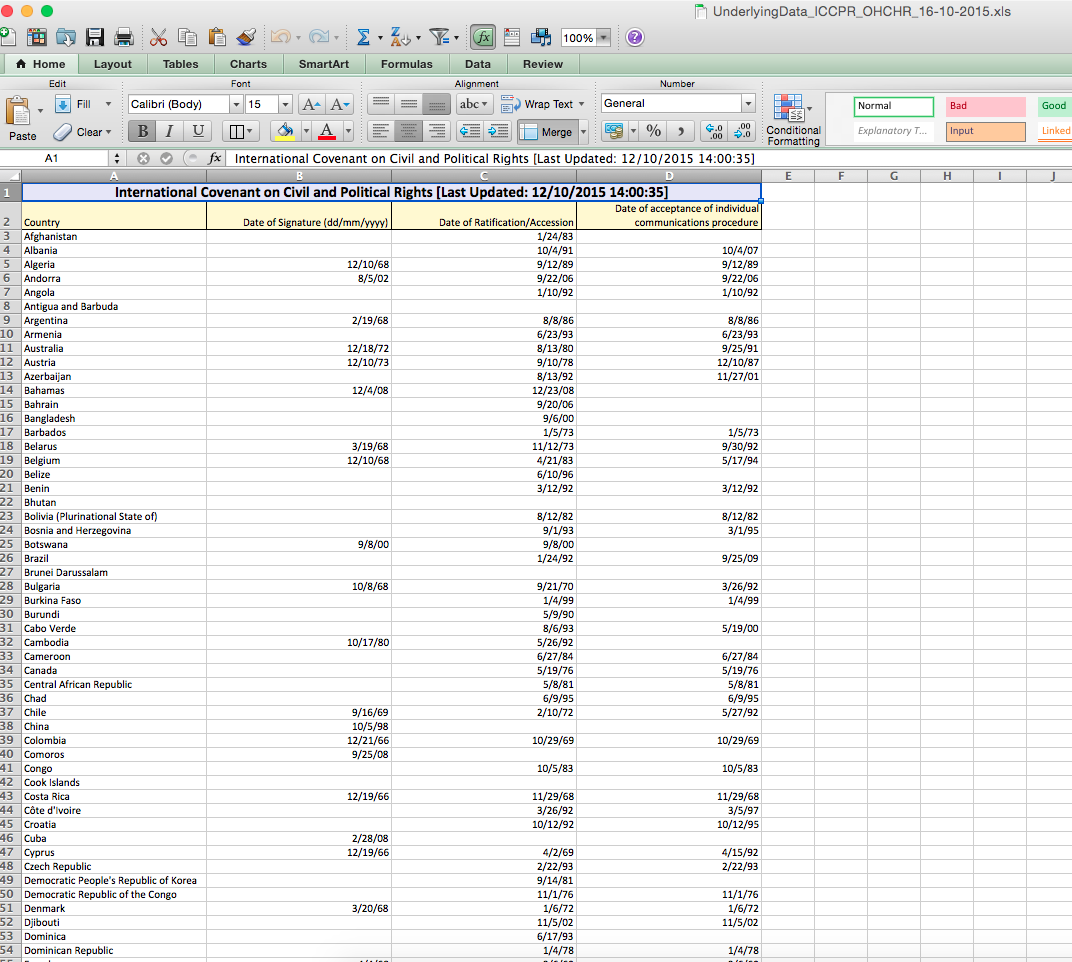 UnderlyingData_ICCPR_OHCHR_16-10-2015.xls
100%
Home Layout Tables Charts SmartArt Formulas Data Review
Edit Font Alignment Number
Fill Calibri (Body) 15 A A abc Wrap Text General Normal Bad Good
Paste Clear B I U A Merge % Conditional Formatting Explanatory T... Input Linked
A1 fx International Covenant on Civil and Political Rights [Last Updated: 12/10/2015 14:00:35]
A B C D E F G H I J
1 International Covenant on Civil and Political Rights [Last Updated: 12/10/2015 14:00:35]
2 Country Date of Signature (dd/mm/yyyy) Date of Ratification/Accession Date of acceptance of individual communications procedure
3 Afghanistan 1/24/83
4 Albania 10/4/91 10/4/07
5 Algeria 12/10/68 9/12/89 9/12/89
6 Andorra 8/5/02 9/22/06 9/22/06
7 Angola 1/10/92 1/10/92
8 Antigua and Barbuda
9 Argentina 2/19/68 8/8/86 8/8/86
10 Armenia 6/23/93 6/23/93
11 Australia 12/18/72 8/13/80 9/25/91
12 Austria 12/10/73 9/10/78 12/10/87
13 Azerbaijan 8/13/92 11/27/01
14 Bahamas 12/4/08 12/23/08
15 Bahrain 9/20/06
16 Bangladesh 9/6/00
17 Barbados 1/5/73 1/5/73
18 Belarus 3/19/68 11/12/73 9/30/92
19 Belgium 12/10/68 4/21/83 5/17/94
20 Belize 6/10/96
21 Benin 3/12/92 3/12/92
22 Bhutan
23 Bolivia (Plurinational State of) 8/12/82 8/12/82
24 Bosnia and Herzegovina 9/1/93 3/1/95
25 Botswana 9/8/00 9/8/00
26 Brazil 1/24/92 9/25/09
27 Brunei Darussalam
28 Bulgaria 10/8/68 9/21/70 3/26/92
29 Burkina Faso 1/4/99 1/4/99
30 Burundi 5/9/90
31 Cabo Verde 8/6/93 5/19/00
32 Cambodia 10/17/80 5/26/92
33 Cameroon 6/27/84 6/27/84
34 Canada 5/19/76 5/19/76
35 Central African Republic 5/8/81 5/8/81
36 Chad 6/9/95 6/9/95
37 Chile 9/16/69 2/10/72 5/27/92
38 China 10/5/98
39 Colombia 12/21/66 10/29/69 10/29/69
40 Comoros 9/25/08
41 Congo 10/5/83 10/5/83
42 Cook Islands
43 Costa Rica 12/19/66 11/29/68 11/29/68
44 Côte d'Ivoire 3/26/92 3/5/97
45 Croatia 10/12/92 10/12/95
46 Cuba 2/28/08
47 Cyprus 12/19/66 4/2/69 4/15/92
48 Czech Republic 2/22/93 2/22/93
49 Democratic People's Republic of Korea 9/14/81
50 Democratic Republic of the Congo 11/1/76 11/1/76
51 Denmark 3/20/68 1/6/72 1/6/72
52 Djibouti 11/5/02 11/5/02
53 Dominica 6/17/93
54 Dominican Republic 1/4/78 1/4/78